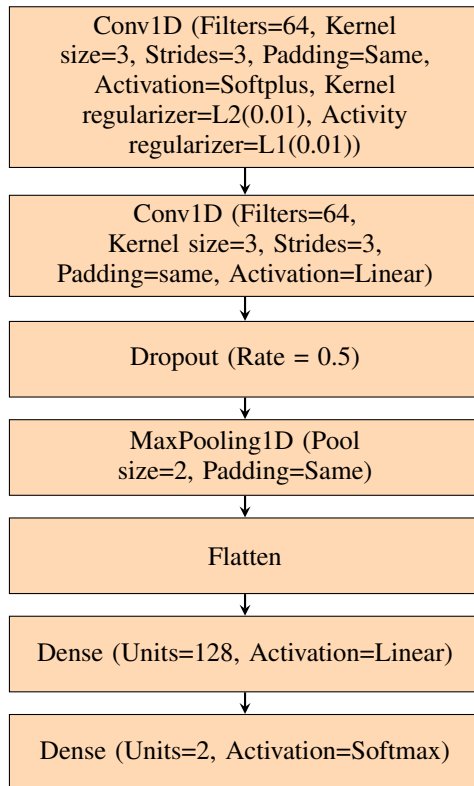 Conv1D (Filters=64, Kernel
size=3, Strides=3, Padding=Same,
Activation=Softplus, Kernel
regularizer=L2(0.01), Activity
regularizer=L1(0.01))
Conv1D (Filters=64,
Kernel size=3, Strides=3,
Padding=same, Activation=Linear)
Dropout (Rate = 0.5)
MaxPooling1D (Pool
size=2, Padding=Same)
Flatten
Dense (Units=128, Activation=Linear)
Dense (Units=2, Activation=Softmax)